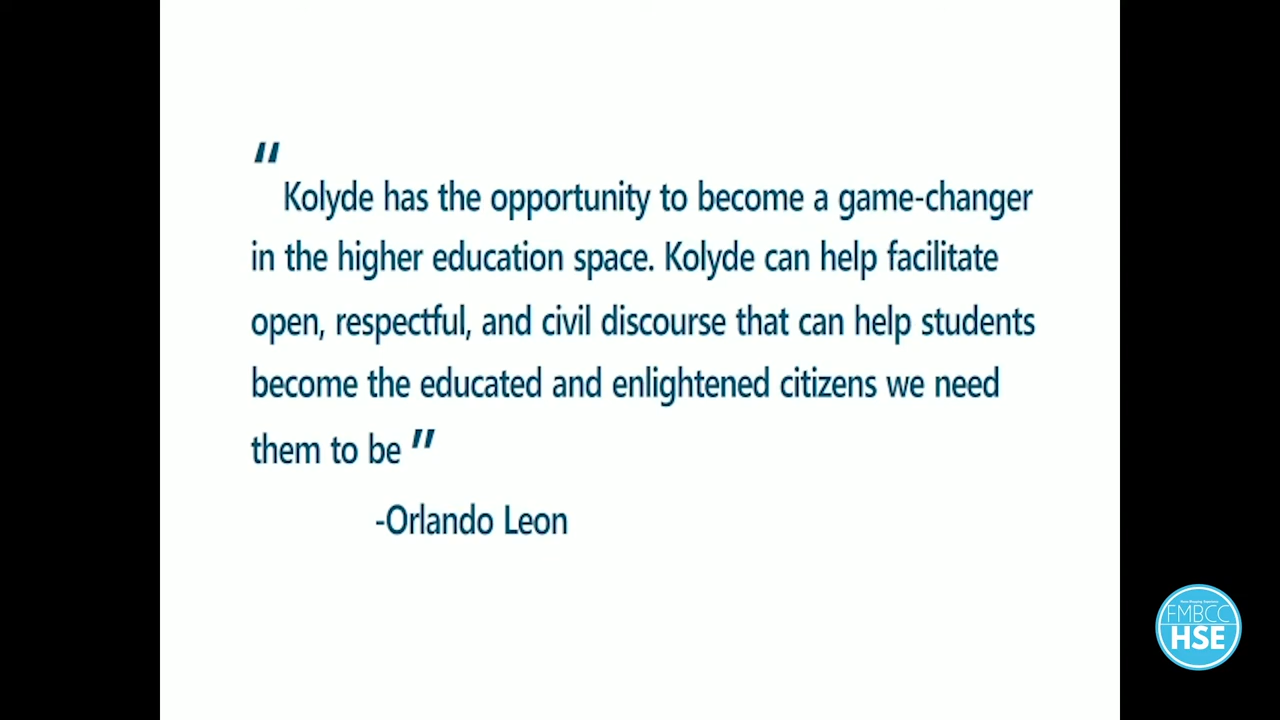 “
Kolyde has the opportunity to become a game-changer
in the higher education space. Kolyde can help facilitate
open, respectful, and civil discourse that can help students
become the educated and enlightened citizens we need
them to be ”
-Orlando Leon
FMBCC
HSE